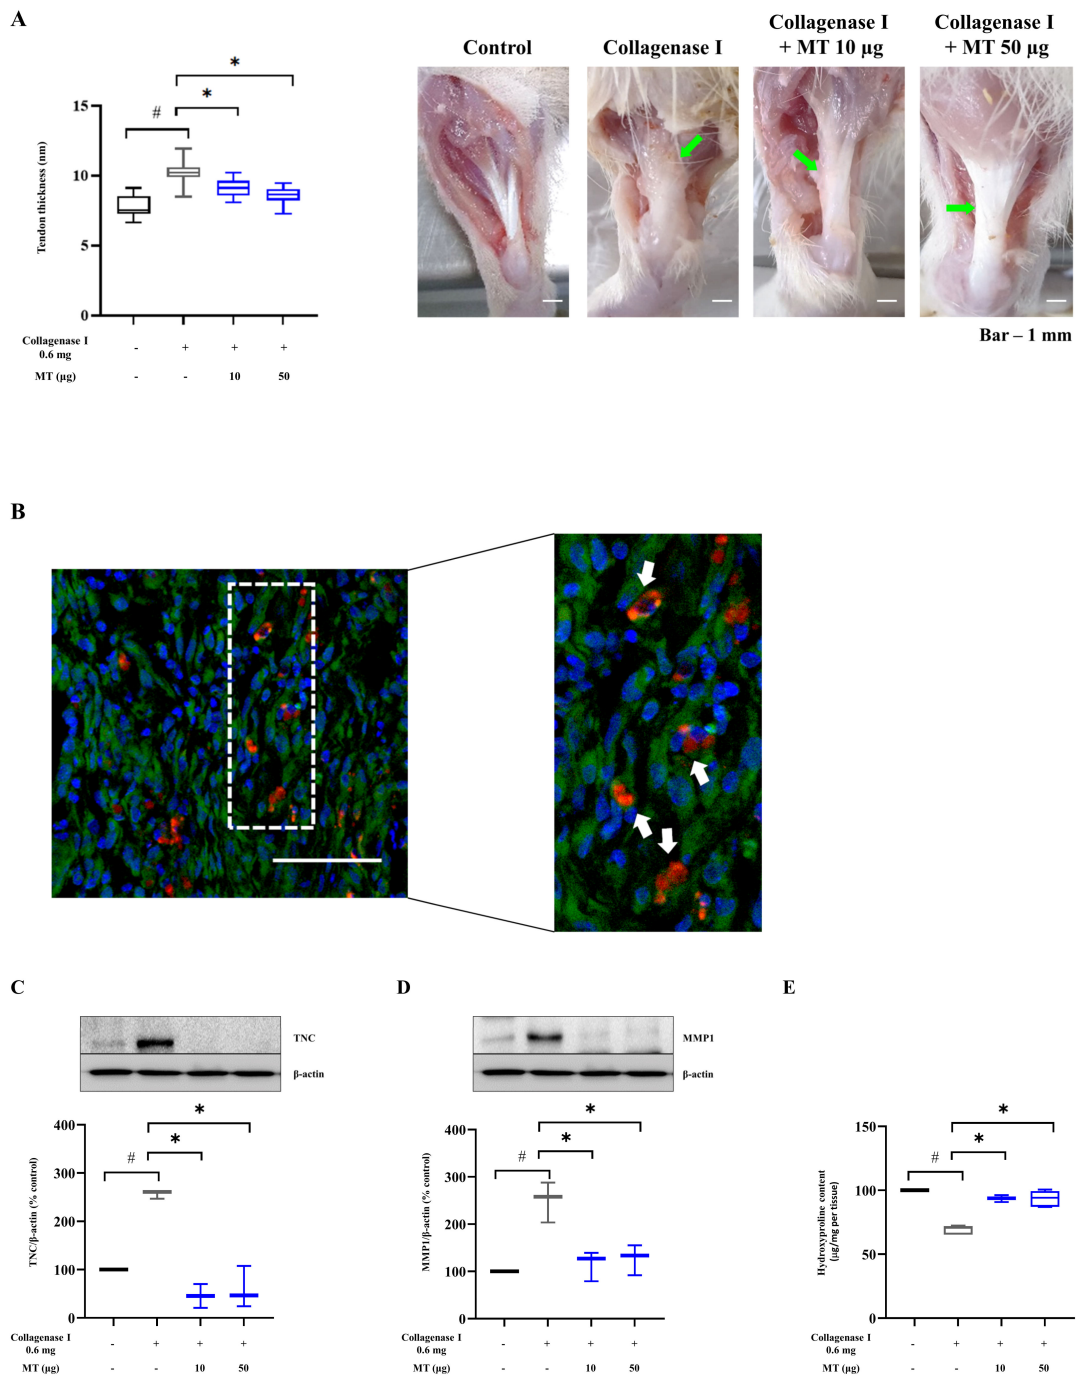 A
Control
Collagenase I
Collagenase I
+ MT 10 µg
Collagenase I
+ MT 50 µg
*
*
#
15
10
5
0
Tendon thickness (nm)
Collagenase I
0.6 mg
- + + +
MT (µg)
- - 10 50
Bar – 1 mm
B
C
TNC
β-actin
*
*
#
400
300
200
100
0
TNC/β-actin (% control)
Collagenase I
0.6 mg
- + + +
MT (µg)
- - 10 50
D
MMP1
β-actin
*
*
#
400
300
200
100
0
MMP1/β-actin (% control)
Collagenase I
0.6 mg
- + + +
MT (µg)
- - 10 50
E
*
*
#
150
100
50
0
Hydroxyproline content
(µg/mg per tissue)
Collagenase I
0.6 mg
- + + +
MT (µg)
- - 10 50